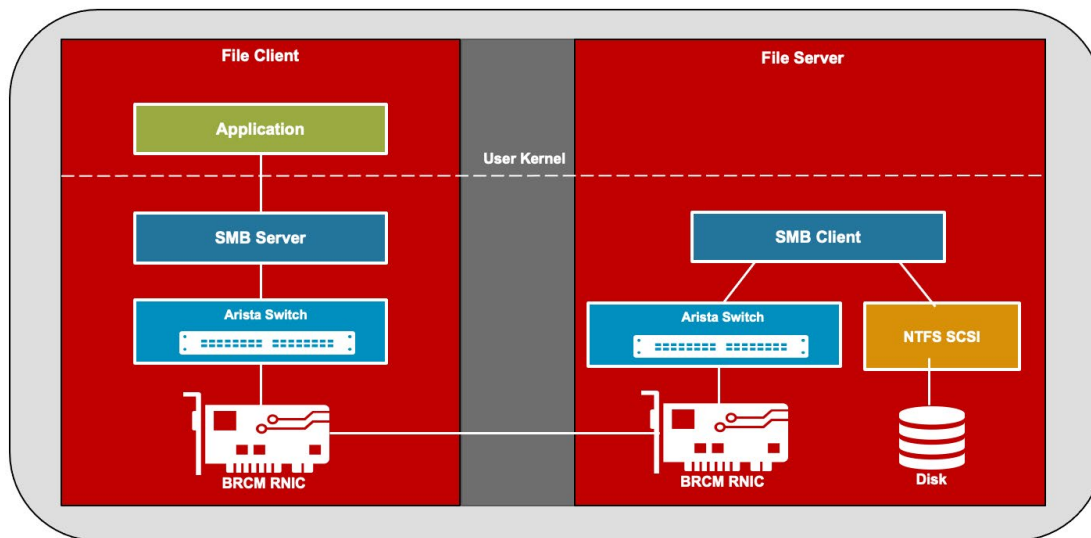 File Client
File Server
Application
User Kernel
SMB Server
SMB Client
Arista Switch
Arista Switch
NTFS SCSI
BRCM RNIC
BRCM RNIC
Disk